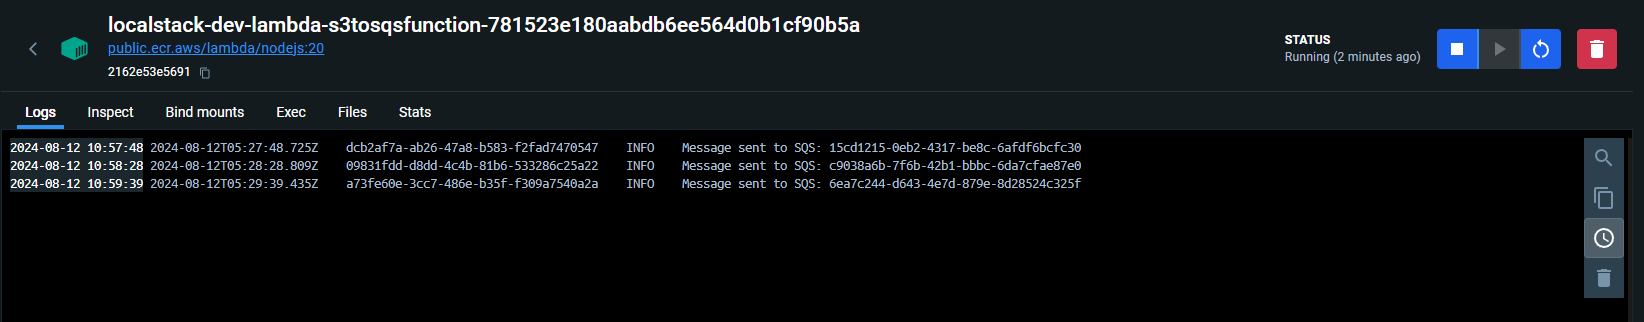 localstack-dev-lambda-s3tosqsfunction-781523e180aabdb6ee564d0b1cf90b5a
public.ecr.aws/lambda/nodejs:20
2162e53e5691
STATUS
Running (2 minutes ago)
Logs Inspect Bind mounts Exec Files Stats
2024-08-12 10:57:48 2024-08-12T05:27:48.725Z dcb2af7a-ab26-47a8-b583-f2fad7470547 INFO Message sent to SQS: 15cd1215-0eb2-4317-be8c-6afdf6bcfc30
2024-08-12 10:58:28 2024-08-12T05:28:28.809Z 09831fdd-d8dd-4c4b-81b6-533286c25a22 INFO Message sent to SQS: c9038a6b-7f6b-42b1-bbbc-6da7cfae87e0
2024-08-12 10:59:39 2024-08-12T05:29:39.435Z a73fe60e-3cc7-486e-b35f-f309a7540a2a INFO Message sent to SQS: 6ea7c244-d643-4e7d-879e-8d28524c325f